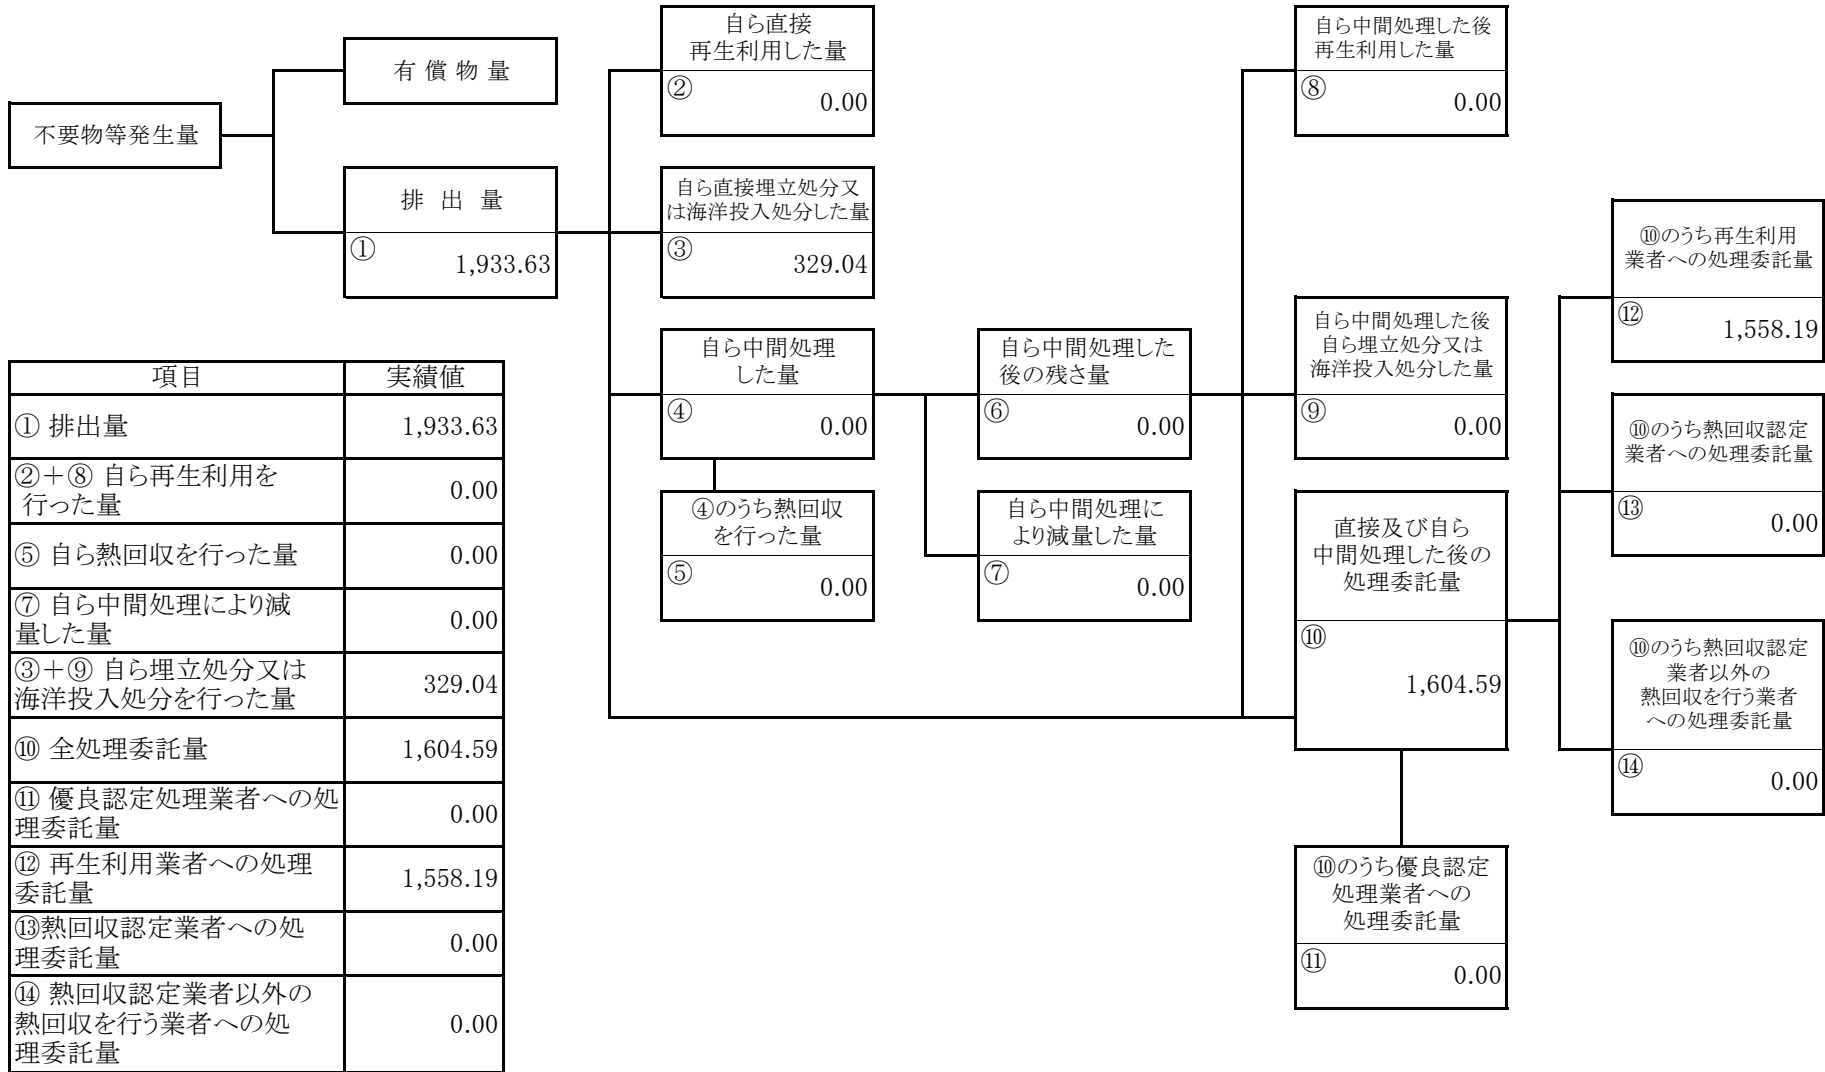 不要物等発生量
有 償 物 量
排 出 量
①
1,933.63
自ら直接
再生利用した量
②
0.00
自ら直接埋立処分又
は海洋投入処分した量
③
329.04
自ら中間処理
した量
④
0.00
④のうち熱回収
を行った量
⑤
0.00
自ら中間処理した
後の残さ量
⑥
0.00
自ら中間処理に
より減量した量
⑦
0.00
自ら中間処理した後
再生利用した量
⑧
0.00
自ら中間処理した後
自ら埋立処分又は
海洋投入処分した量
⑨
0.00
直接及び自ら
中間処理した後の
処理委託量
⑩
1,604.59
⑩のうち優良認定
処理業者への
処理委託量
⑪
0.00
⑩のうち再生利用
業者への処理委託量
⑫
1,558.19
⑩のうち熱回収認定
業者への処理委託量
⑬
0.00
⑩のうち熱回収認定
業者以外の
熱回収を行う業者
への処理委託量
⑭
0.00
項目 実績値
① 排出量 1,933.63
②＋⑧ 自ら再生利用を
行った量 0.00
⑤ 自ら熱回収を行った量 0.00
⑦ 自ら中間処理により減
量した量 0.00
③＋⑨ 自ら埋立処分又は
海洋投入処分を行った量 329.04
⑩ 全処理委託量 1,604.59
⑪ 優良認定処理業者への処
理委託量 0.00
⑫ 再生利用業者への処理
委託量 1,558.19
⑬熱回収認定業者への処
理委託量 0.00
⑭ 熱回収認定業者以外の
熱回収を行う業者への処
理委託量 0.00